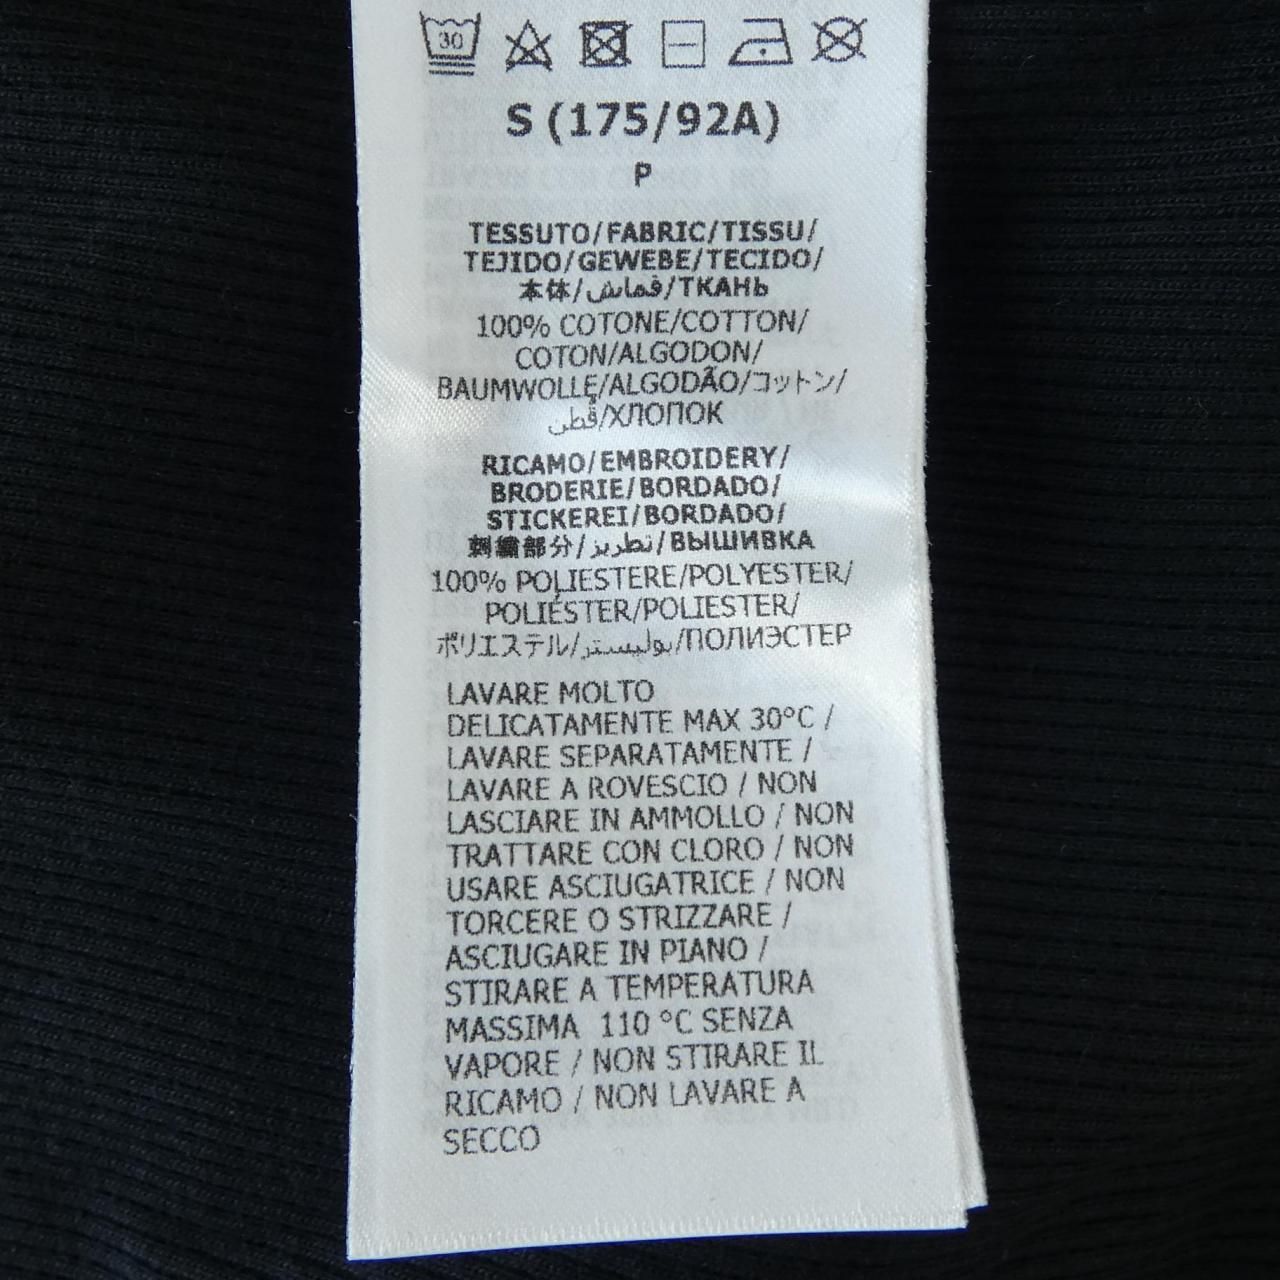 30
S (175/92A)
P
TESSUTO/FABRIC/TISSU/
TEJIDO/GEWEBE/TECIDO/
本体/قماش/ТКАНЬ
100% COTONE/COTTON/
COTON/ALGODON/
BAUMWOLLE/ALGODÃO/コットン/
قطن/ХЛОПОК
RICAMO/EMBROIDERY/
BRODERIE/BORDADO/
STICKEREI/BORDADO/
刺繍部分/تطريز/ВЫШИВКА
100% POLIESTERE/POLYESTER/
POLIÉSTER/POLIESTER/
ポリエステル/بوليستر/ПОЛИЭСТЕР
LAVARE MOLTO
DELICATAMENTE MAX 30°C /
LAVARE SEPARATAMENTE /
LAVARE A ROVESCIO / NON
LASCIARE IN AMMOLLO / NON
TRATTARE CON CLORO / NON
USARE ASCIUGATRICE / NON
TORCERE O STRIZZARE /
ASCIUGARE IN PIANO /
STIRARE A TEMPERATURA
MASSIMA 110 °C SENZA
VAPORE / NON STIRARE IL
RICAMO / NON LAVARE A
SECCO